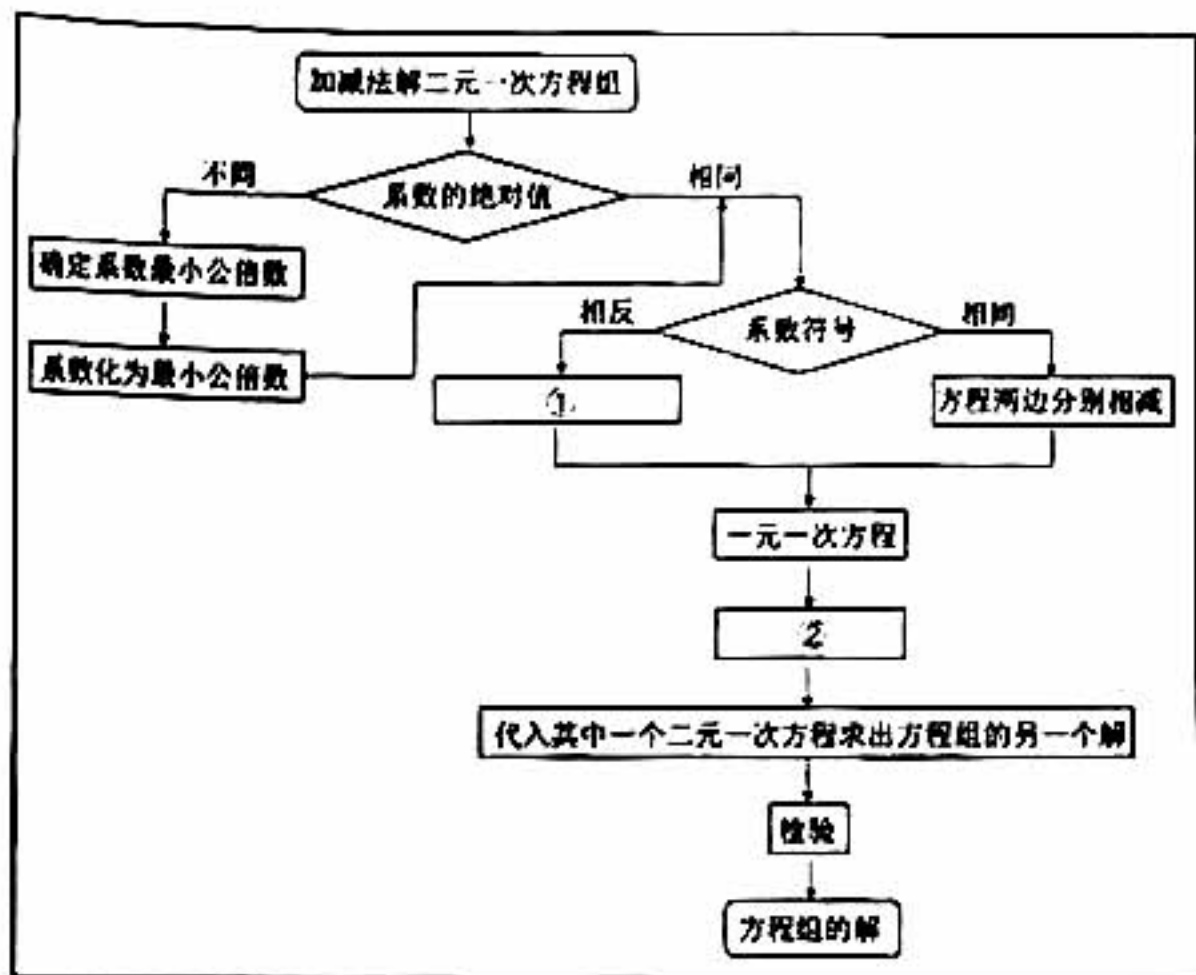 加减法解二元一次方程组
不同
系数的绝对值
相同
确定系数最小公倍数
相反
系数符号
相同
系数化为最小公倍数
①
方程两边分别相减
一元一次方程
②
代入其中一个二元一次方程求出方程组的另一个解
检验
方程组的解